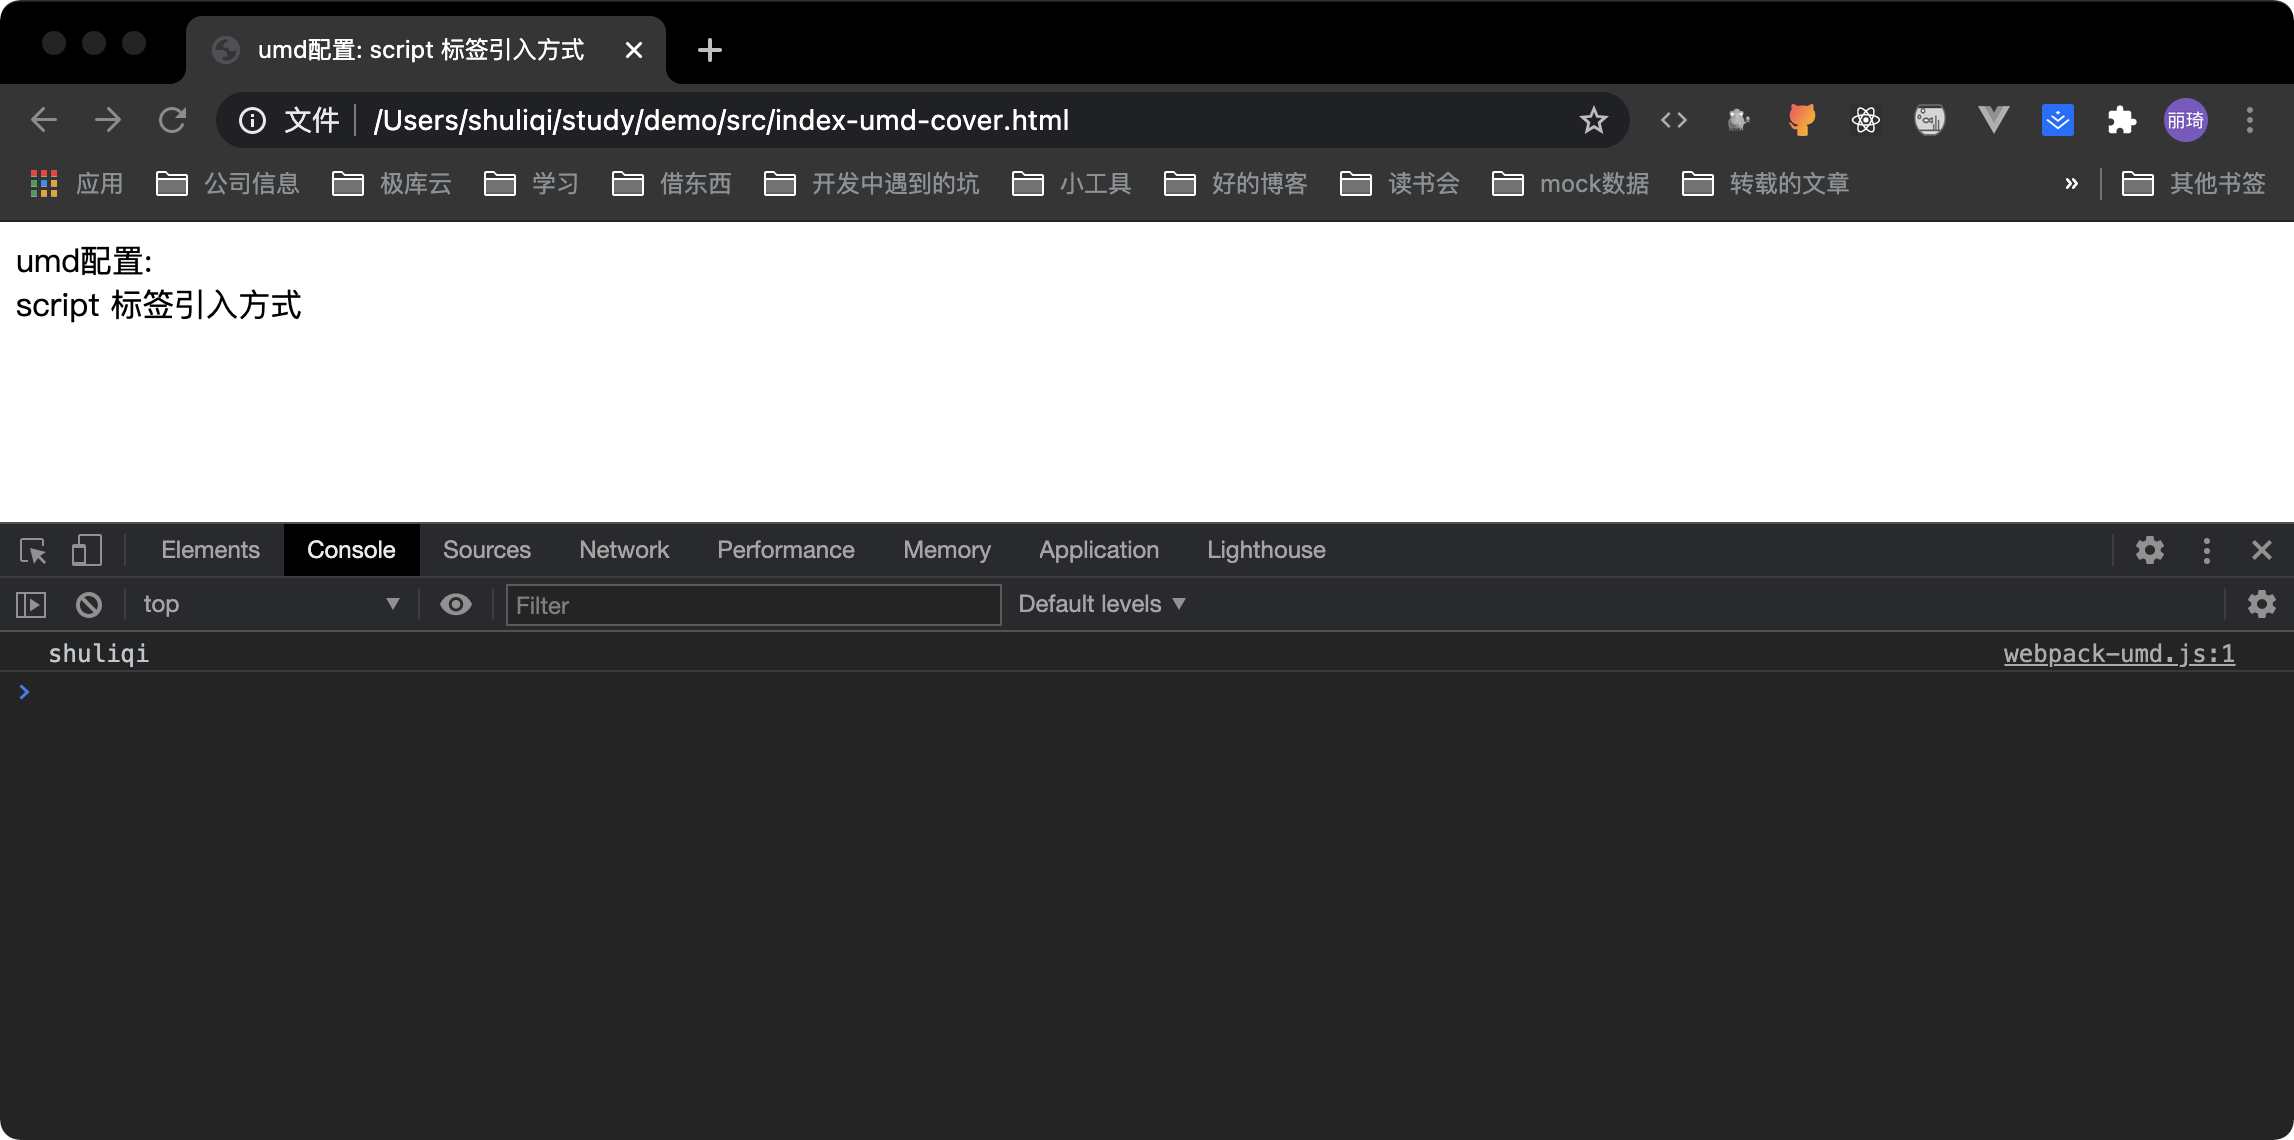 umd配置: script 标签引入方式
文件 /Users/shuliqi/study/demo/src/index-umd-cover.html
丽琦
应用 公司信息 极库云 学习 借东西 开发中遇到的坑 小工具 好的博客 读书会 mock数据 转载的文章 » 其他书签
umd配置:
script 标签引入方式
Elements Console Sources Network Performance Memory Application Lighthouse
top Filter Default levels
shuliqi webpack-umd.js:1